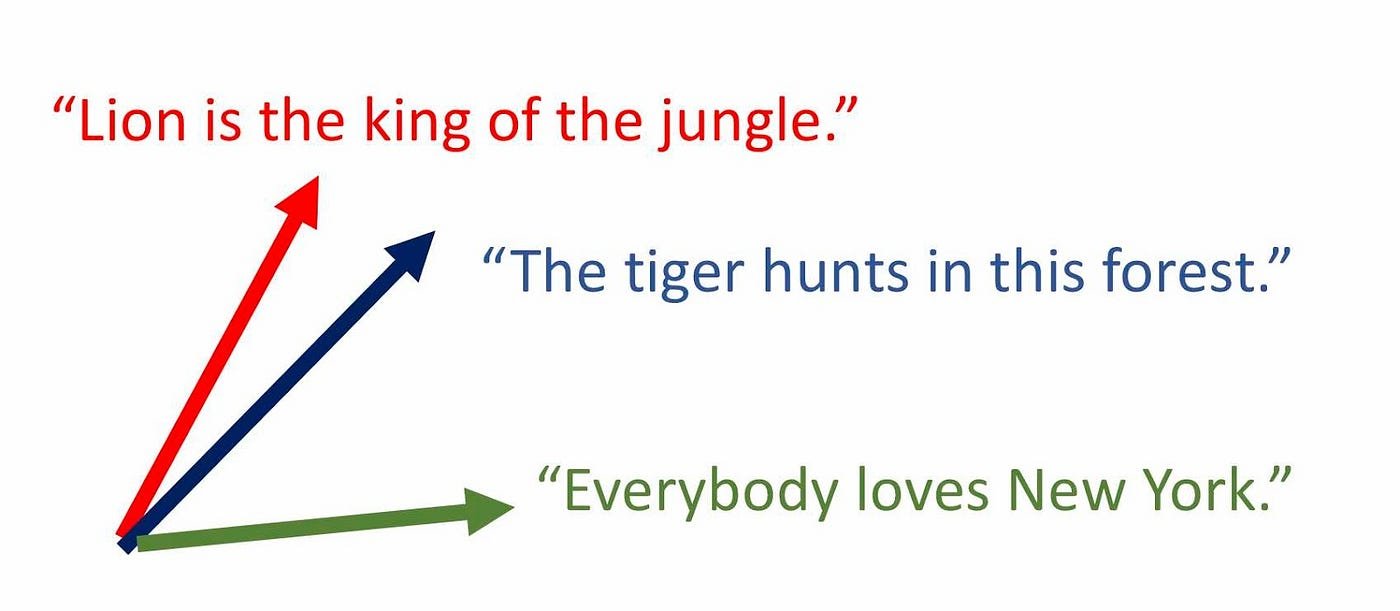 “Lion is the king of the jungle.”
“The tiger hunts in this forest.”
“Everybody loves New York.”